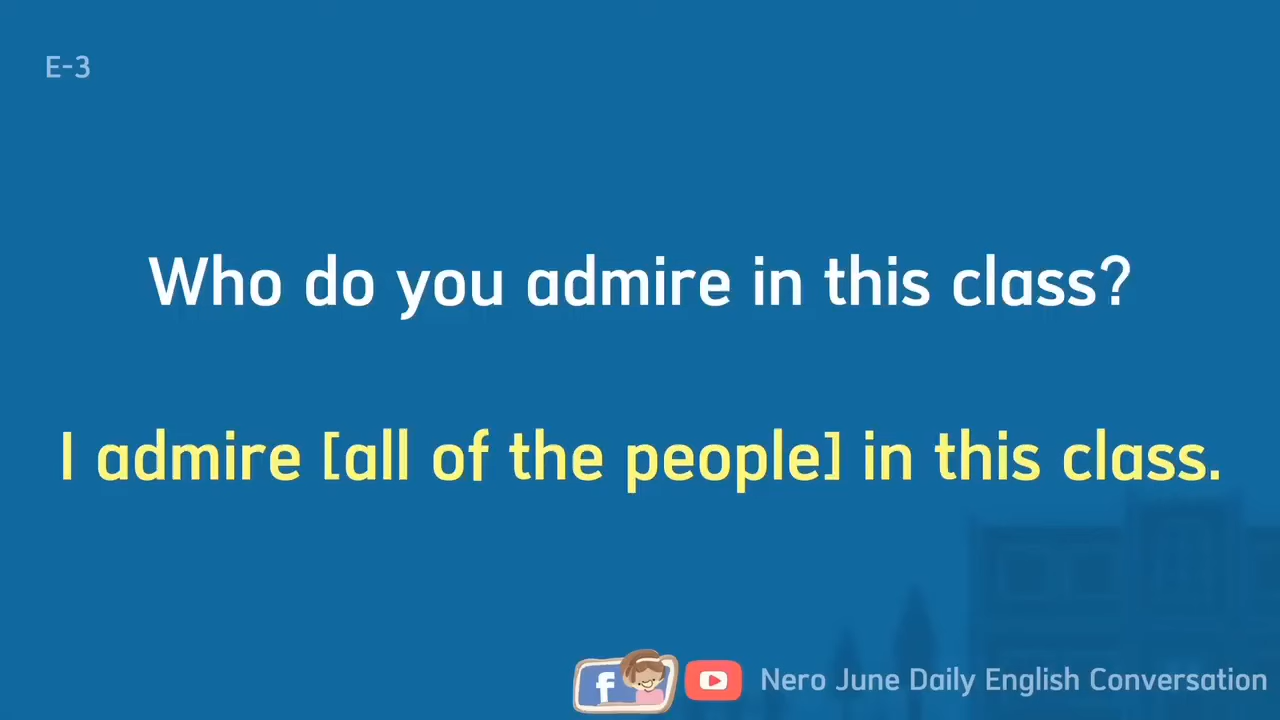 E-3
Who do you admire in this class?
I admire [all of the people] in this class.
f
Nero June Daily English Conversation